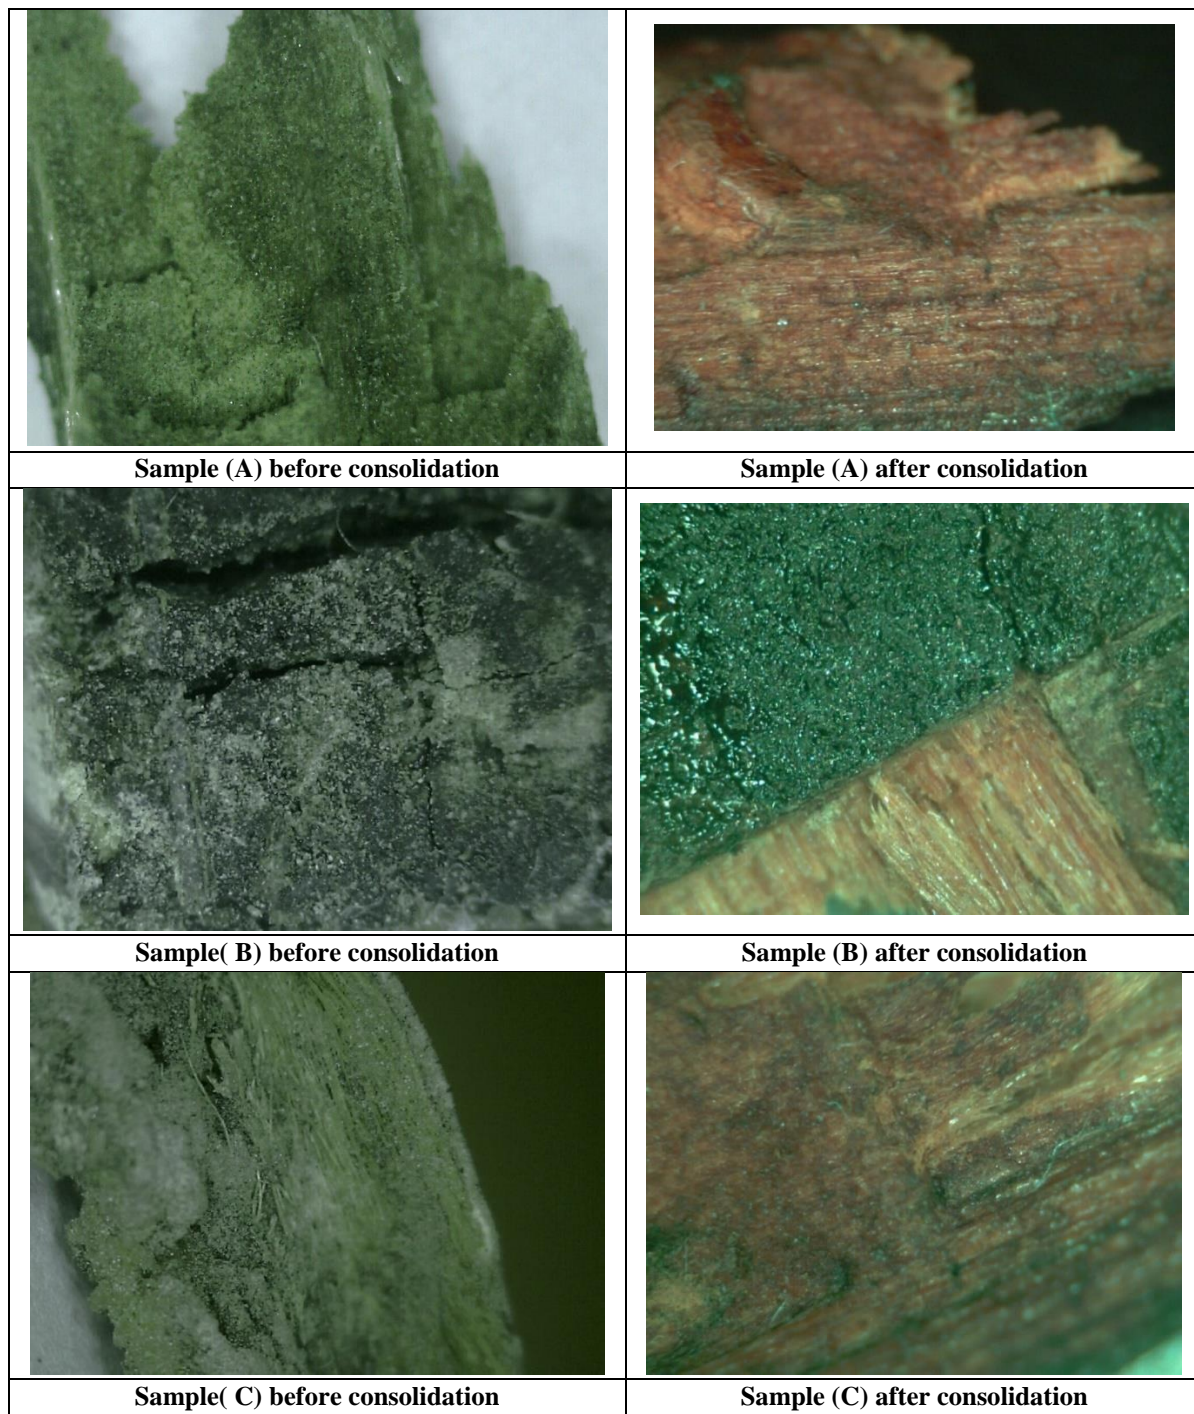 Sample (A) before consolidation
Sample (A) after consolidation
Sample( B) before consolidation
Sample (B) after consolidation
Sample( C) before consolidation
Sample (C) after consolidation